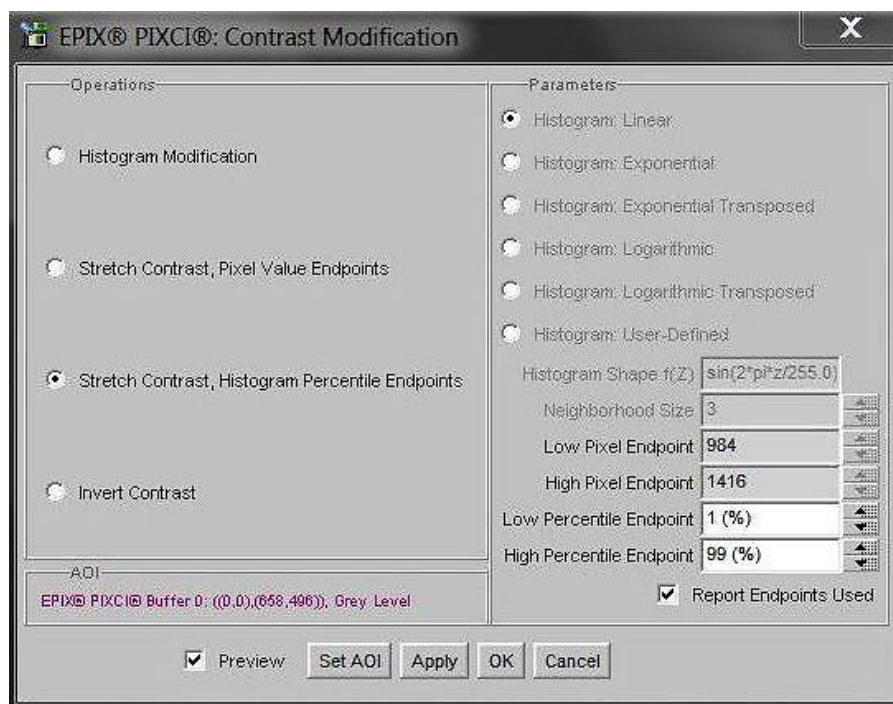 EPIX® PIXCI®: Contrast Modification
X
Operations
Histogram Modification
Stretch Contrast, Pixel Value Endpoints
Stretch Contrast, Histogram Percentile Endpoints
Invert Contrast
AOI
EPIX® PIXCI® Buffer 0: ((0,0),(658,496)), Grey Level
Parameters
Histogram: Linear
Histogram: Exponential
Histogram: Exponential Transposed
Histogram: Logarithmic
Histogram: Logarithmic Transposed
Histogram: User-Defined
Histogram Shape f(Z) sin(2*pi*z/255.0)
Neighborhood Size 3
Low Pixel Endpoint 984
High Pixel Endpoint 1416
Low Percentile Endpoint 1 (%)
High Percentile Endpoint 99 (%)
Report Endpoints Used
Preview Set AOI Apply OK Cancel